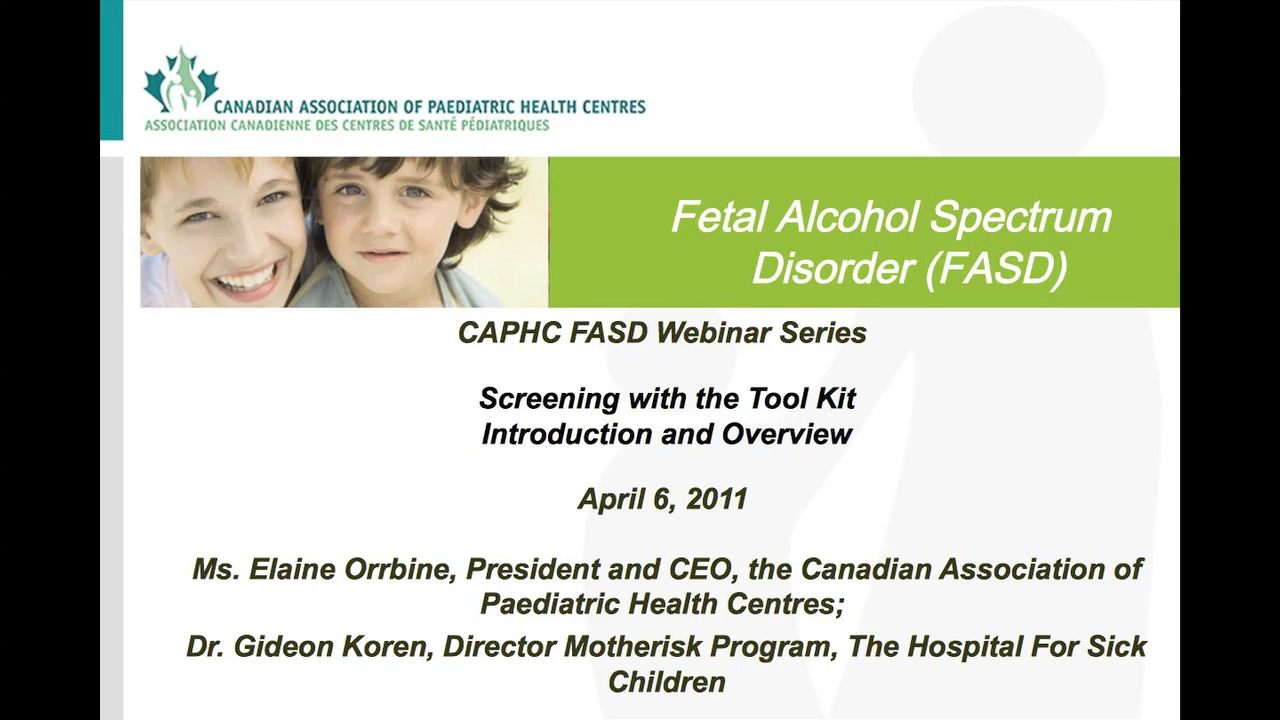 CANADIAN ASSOCIATION OF PAEDIATRIC HEALTH CENTRES
ASSOCIATION CANADIENNE DES CENTRES DE SANTÉ PÉDIATRIQUES
Fetal Alcohol Spectrum
Disorder (FASD)
CAPHC FASD Webinar Series
Screening with the Tool Kit
Introduction and Overview
April 6, 2011
Ms. Elaine Orrbine, President and CEO, the Canadian Association of
Paediatric Health Centres;
Dr. Gideon Koren, Director Motherisk Program, The Hospital For Sick
Children